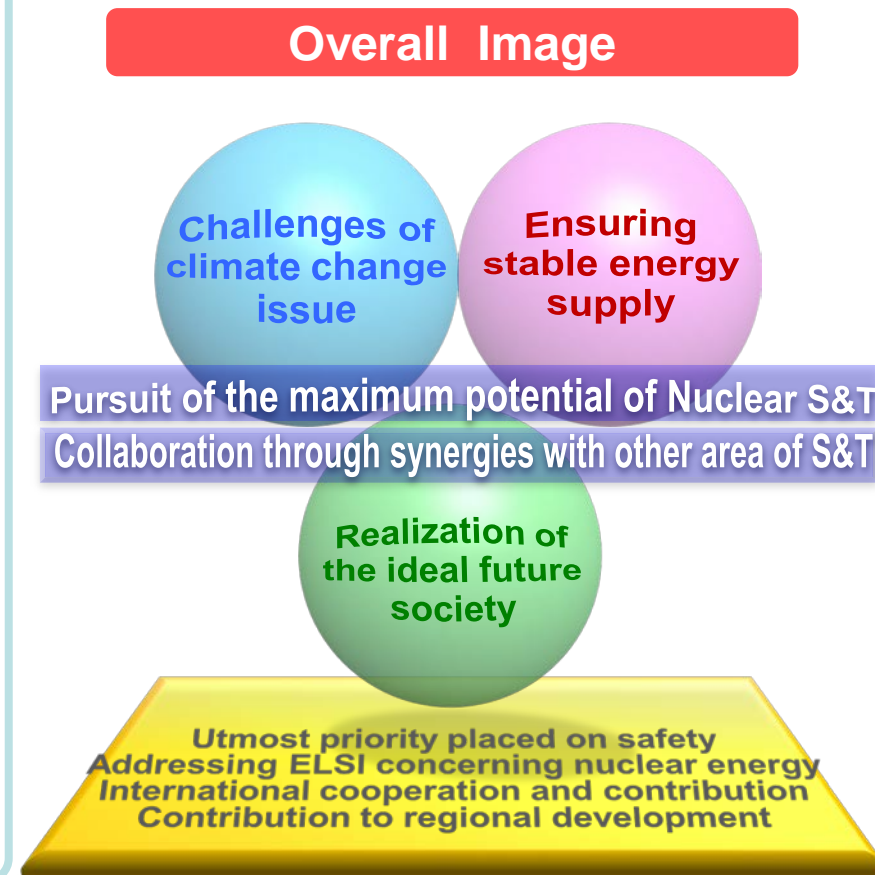 Overall Image
Challenges of
climate change
issue
Ensuring
stable energy
supply
Pursuit of the maximum potential of Nuclear S&T
Collaboration through synergies with other area of S&T
Realization of
the ideal future
society
Utmost priority placed on safety
Addressing ELSI concerning nuclear energy
International cooperation and contribution
Contribution to regional development